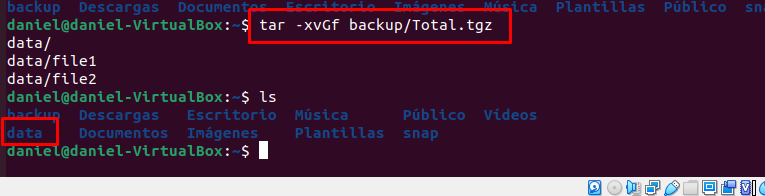 backup Descargas Documentos Escritorio Imágenes Música Plantillas Público sn
daniel@daniel-VirtualBox:~$ tar -xvGf backup/Total.tgz
data/
data/file1
data/file2
daniel@daniel-VirtualBox:~$ ls
backup Descargas Escritorio Música Público Vídeos
data Documentos Imágenes Plantillas snap
daniel@daniel-VirtualBox:~$